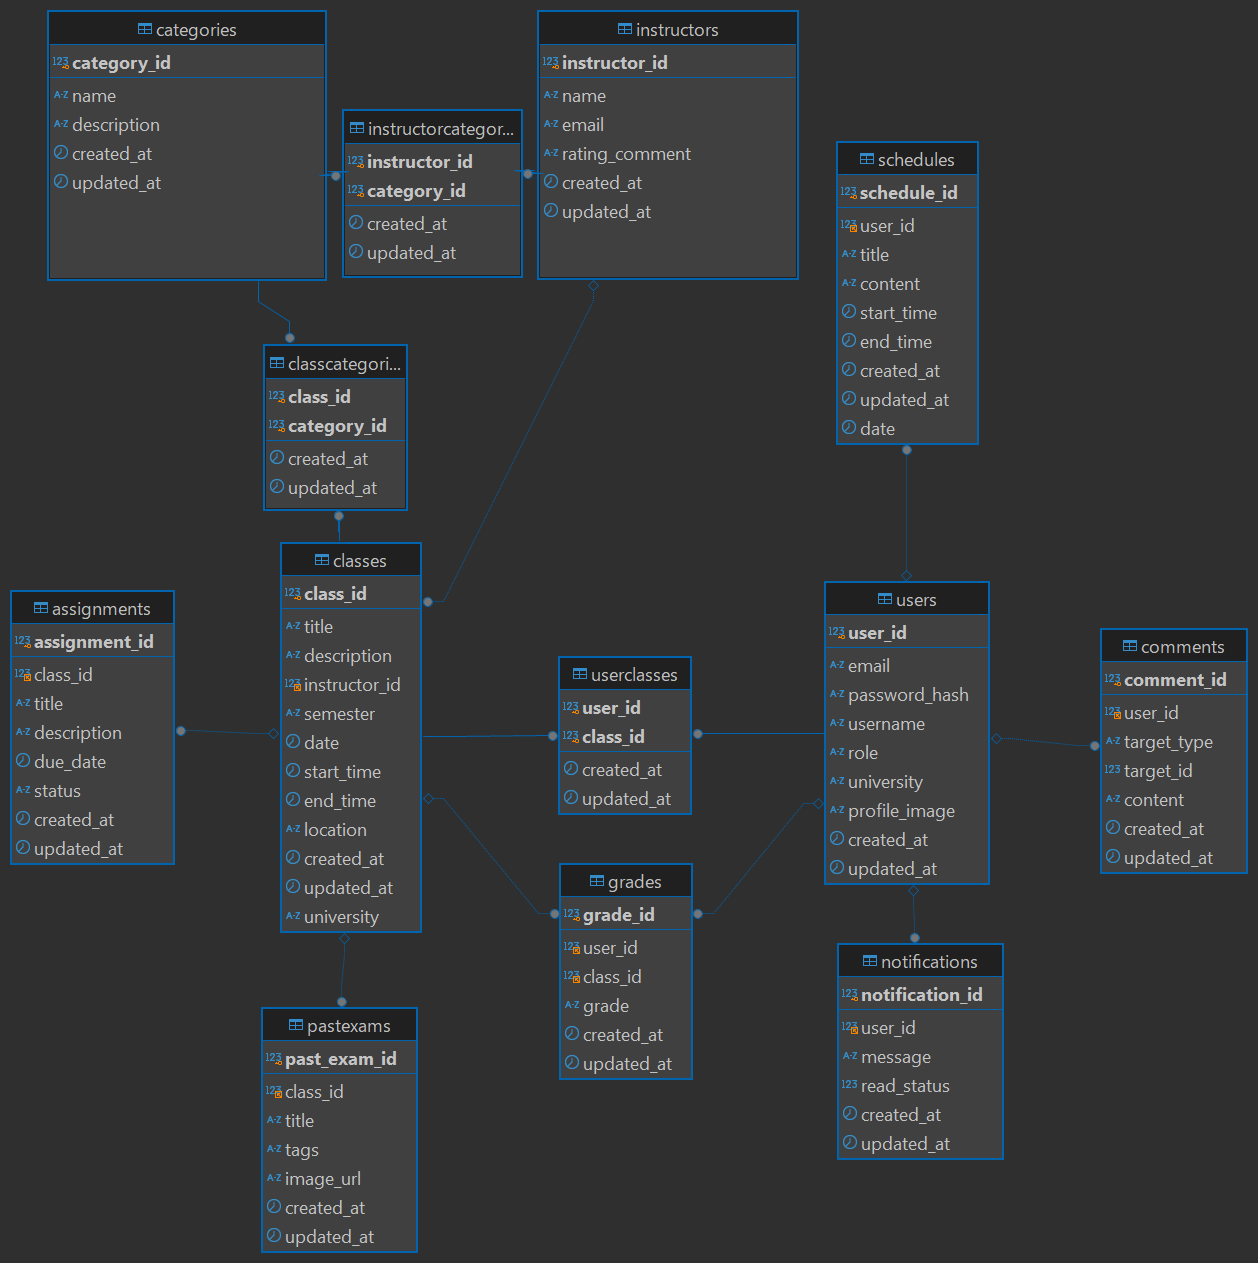 categories
category_id
name
description
created_at
updated_at
instructorcategor...
instructor_id
category_id
created_at
updated_at
instructors
instructor_id
name
email
rating_comment
created_at
updated_at
schedules
schedule_id
user_id
title
content
start_time
end_time
created_at
updated_at
date
classcategori...
class_id
category_id
created_at
updated_at
classes
class_id
title
description
instructor_id
semester
date
start_time
end_time
location
created_at
updated_at
university
assignments
assignment_id
class_id
title
description
due_date
status
created_at
updated_at
userclasses
user_id
class_id
created_at
updated_at
users
user_id
email
password_hash
username
role
university
profile_image
created_at
updated_at
comments
comment_id
user_id
target_type
target_id
content
created_at
updated_at
grades
grade_id
user_id
class_id
grade
created_at
updated_at
notifications
notification_id
user_id
message
read_status
created_at
updated_at
pastexams
past_exam_id
class_id
title
tags
image_url
created_at
updated_at